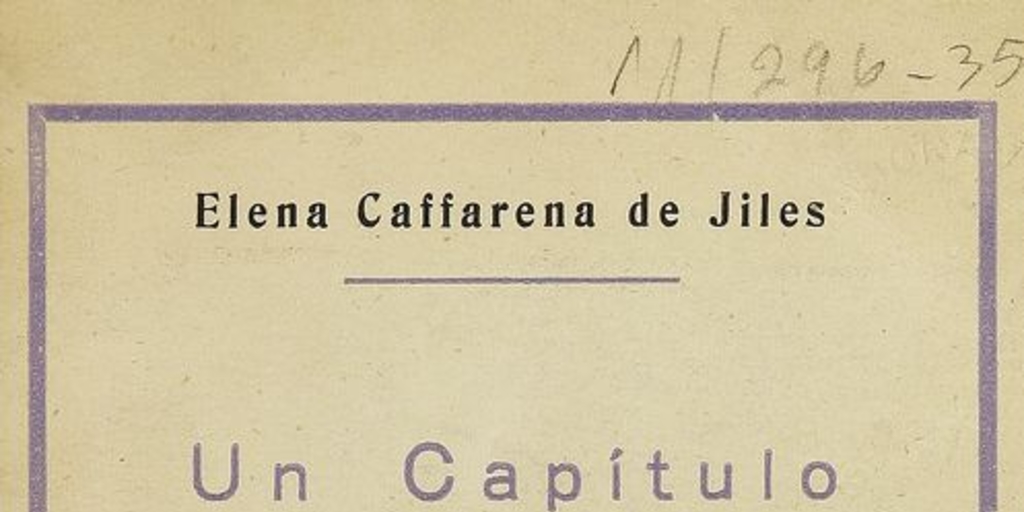 11/296-35
Elena Caffarena de Jiles
Un Capítulo